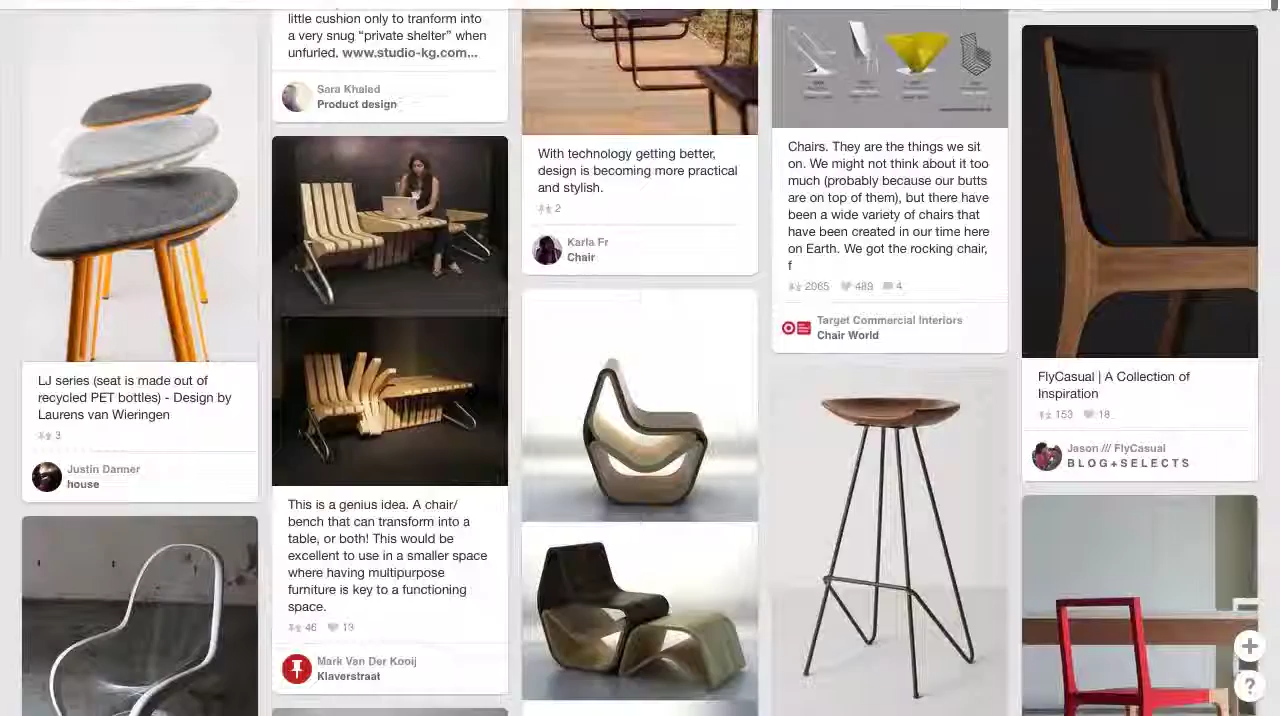 LJ series (seat is made out of
recycled PET bottles) - Design by
Laurens van Wieringen
3
Justin Darmer
house
little cushion only to tranform into
a very snug “private shelter” when
unfurled. www.studio-kg.com...
Sara Khaled
Product design
This is a genius idea. A chair/
bench that can transform into a
table, or both! This would be
excellent to use in a smaller space
where having multipurpose
furniture is key to a functioning
space.
46 13
Mark Van Der Kooij
Klaverstraat
With technology getting better,
design is becoming more practical
and stylish.
2
Karla Fr
Chair
Chairs. They are the things we sit
on. We might not think about it too
much (probably because our butts
are on top of them), but there have
been a wide variety of chairs that
have been created in our time here
on Earth. We got the rocking chair,
f
2065 489 4
Target Commercial Interiors
Chair World
FlyCasual | A Collection of
Inspiration
153 18
Jason /// FlyCasual
BLOG+SELECTS
+
?